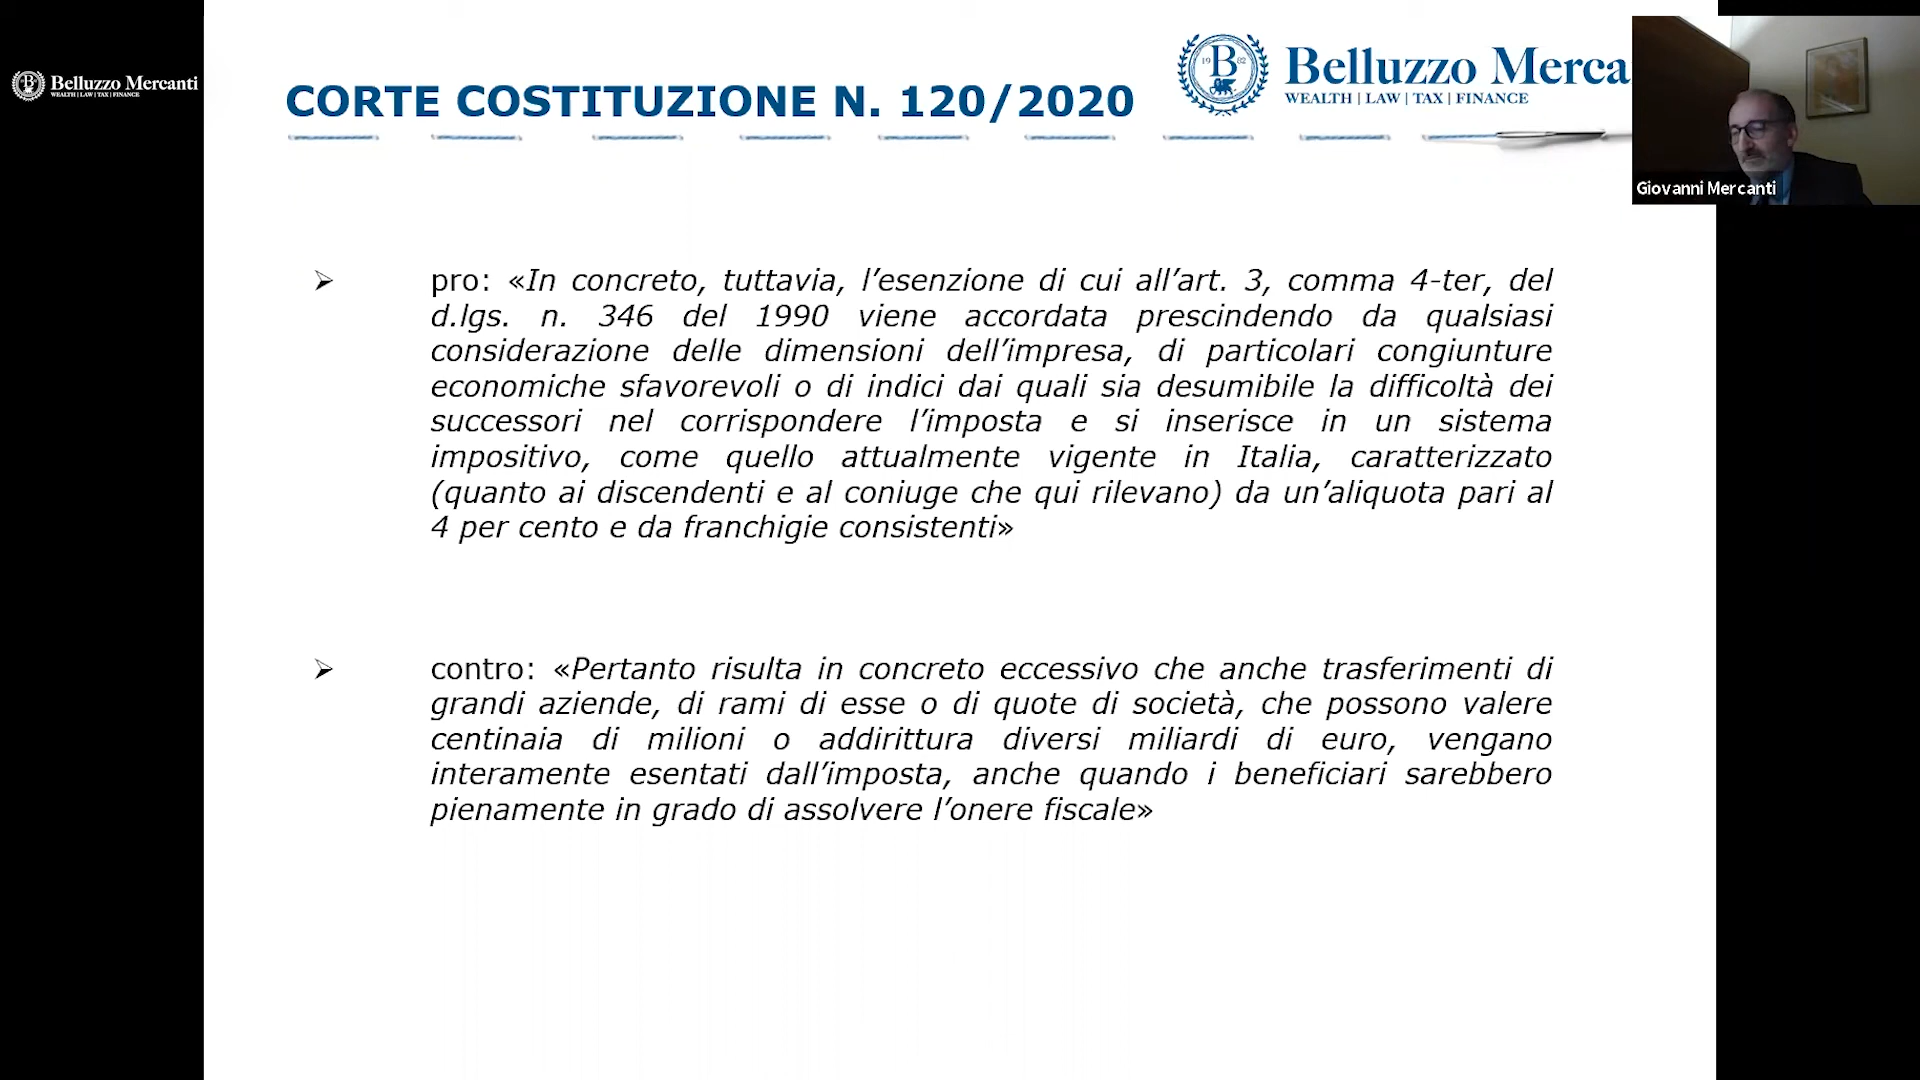 Belluzzo Mercanti
WEALTH | LAW | TAX | FINANCE
CORTE COSTITUZIONE N. 120/2020
19 B 82
Belluzzo Merca
WEALTH | LAW | TAX | FINANCE
Giovanni Mercanti
➢ pro: «In concreto, tuttavia, l’esenzione di cui all’art. 3, comma 4-ter, del
d.lgs. n. 346 del 1990 viene accordata prescindendo da qualsiasi
considerazione delle dimensioni dell’impresa, di particolari congiunture
economiche sfavorevoli o di indici dai quali sia desumibile la difficoltà dei
successori nel corrispondere l’imposta e si inserisce in un sistema
impositivo, come quello attualmente vigente in Italia, caratterizzato
(quanto ai discendenti e al coniuge che qui rilevano) da un’aliquota pari al
4 per cento e da franchigie consistenti»
➢ contro: «Pertanto risulta in concreto eccessivo che anche trasferimenti di
grandi aziende, di rami di esse o di quote di società, che possono valere
centinaia di milioni o addirittura diversi miliardi di euro, vengano
interamente esentati dall’imposta, anche quando i beneficiari sarebbero
pienamente in grado di assolvere l’onere fiscale»